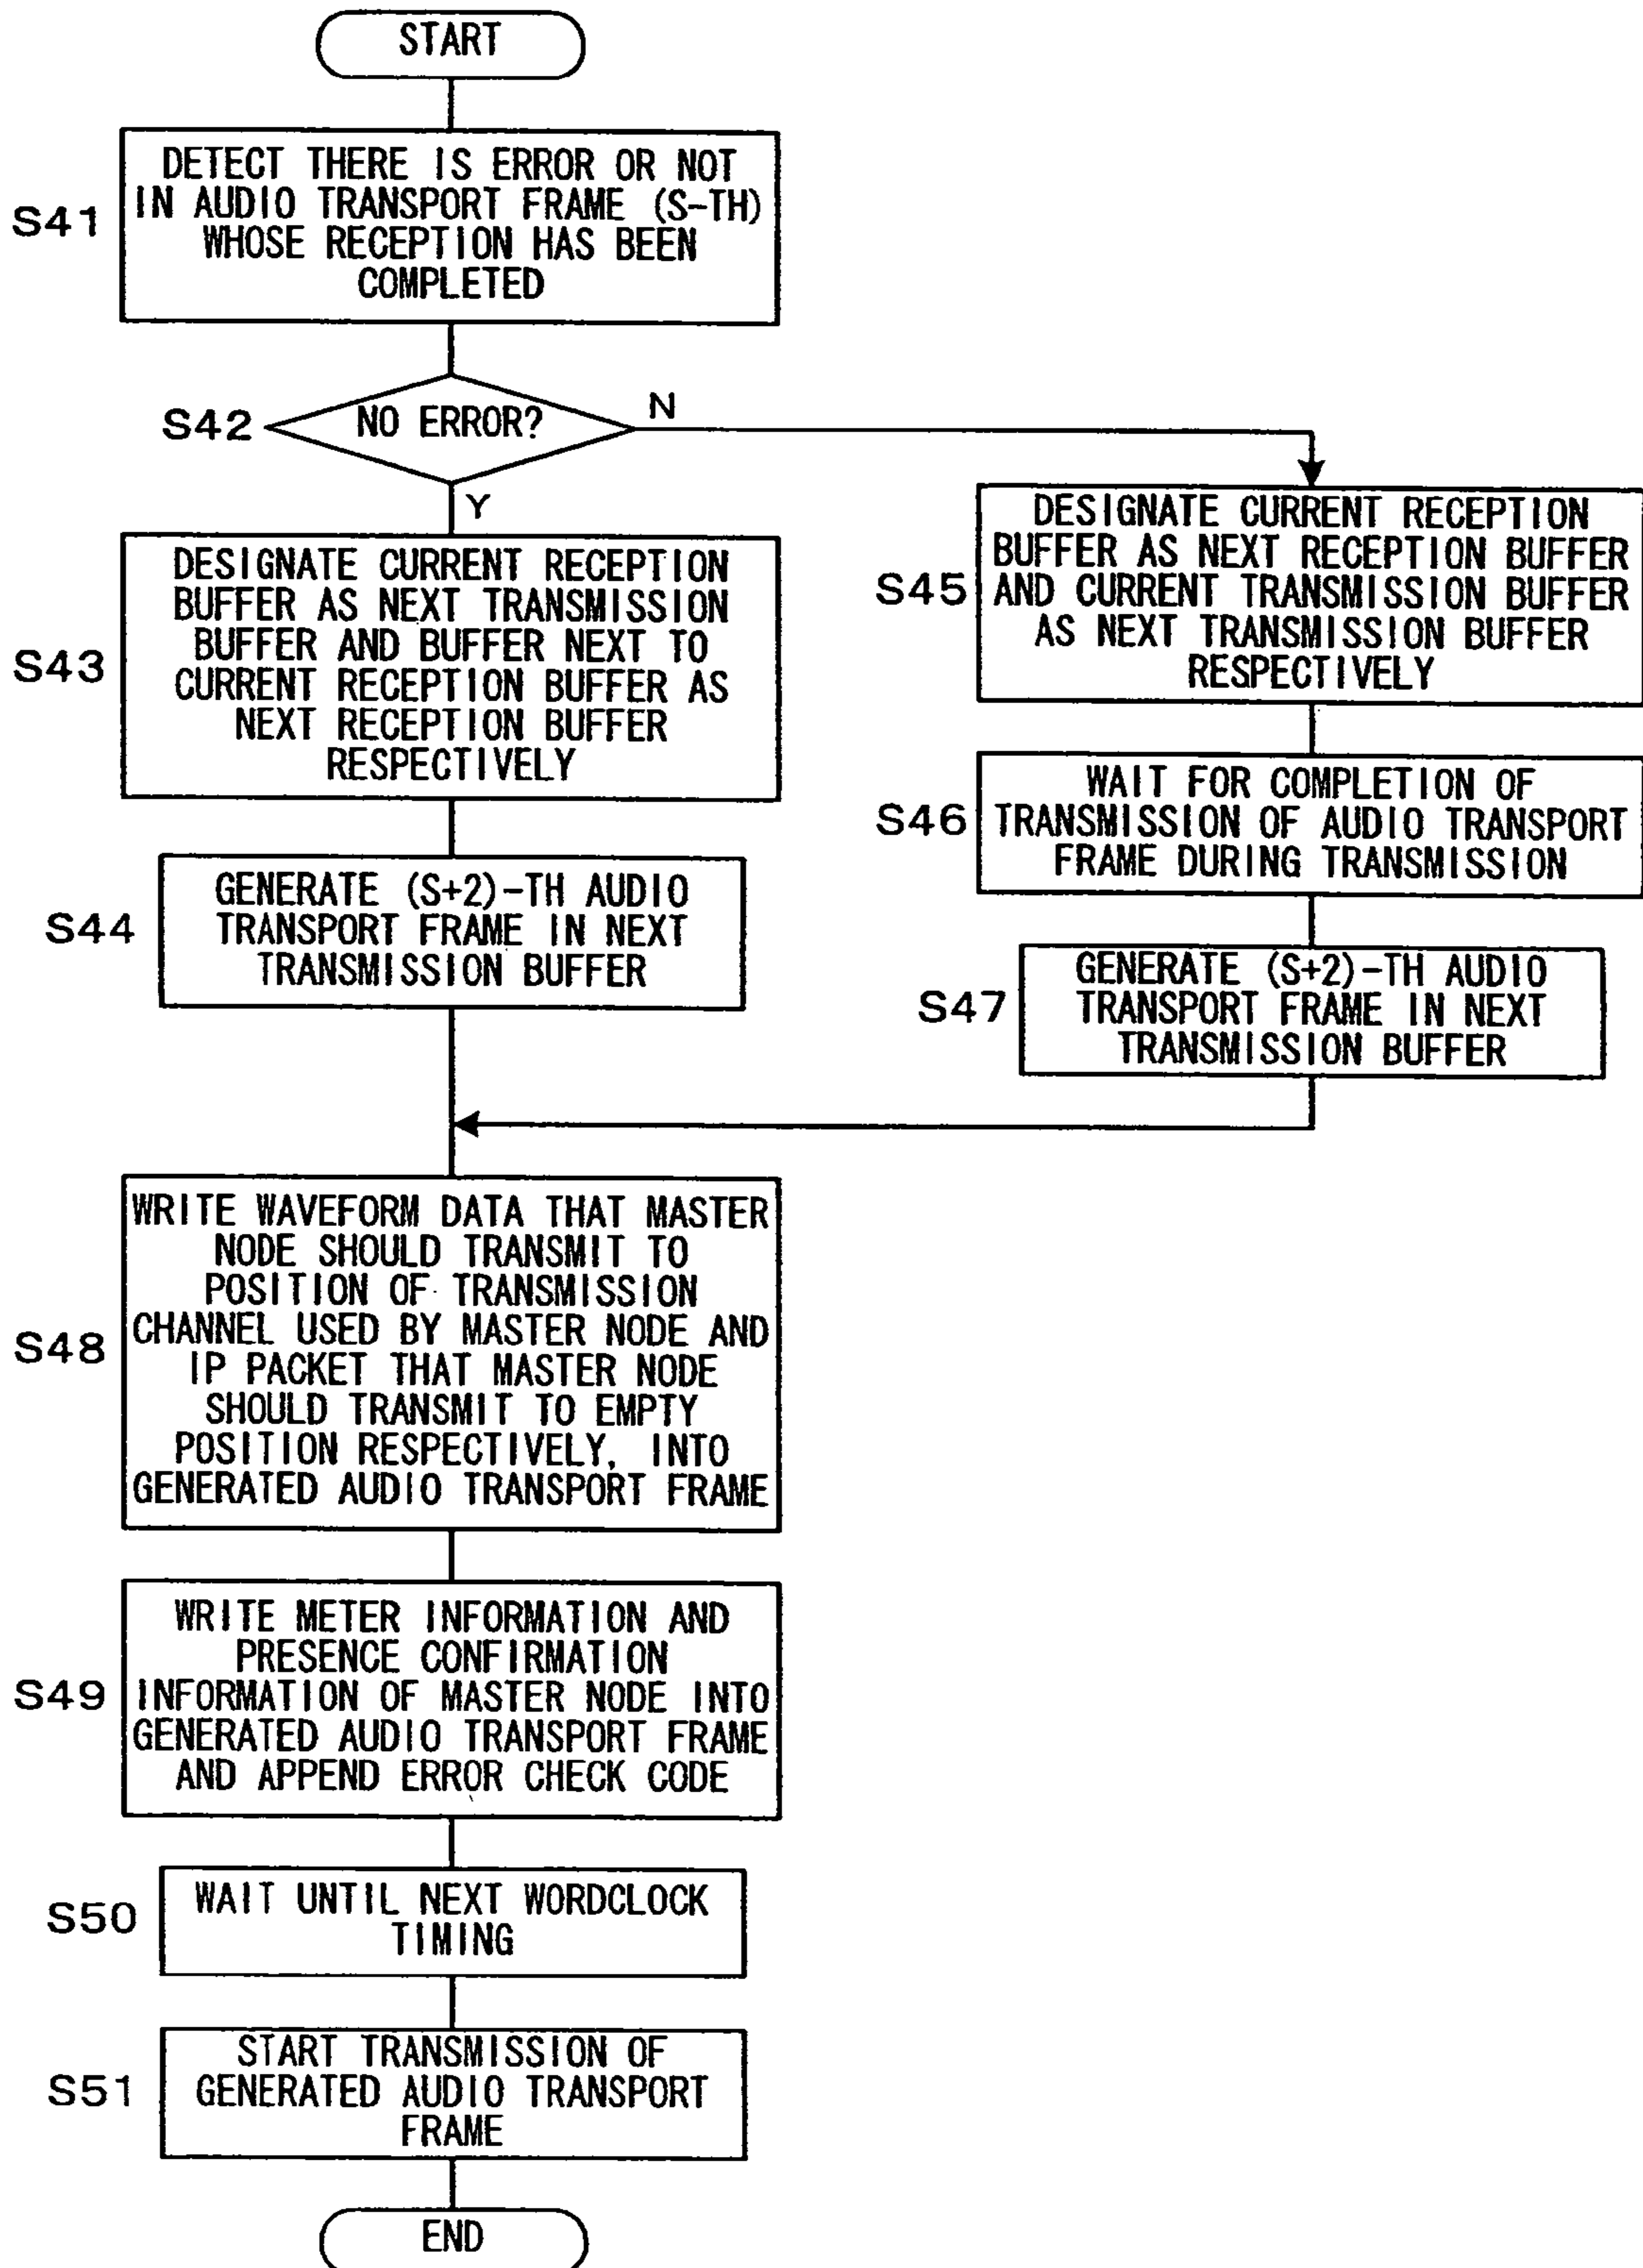 START
S41
DETECT THERE IS ERROR OR NOT
IN AUDIO TRANSPORT FRAME (S-TH)
WHOSE RECEPTION HAS BEEN
COMPLETED
S42
NO ERROR?
N
Y
S43
DESIGNATE CURRENT RECEPTION
BUFFER AS NEXT TRANSMISSION
BUFFER AND BUFFER NEXT TO
CURRENT RECEPTION BUFFER AS
NEXT RECEPTION BUFFER
RESPECTIVELY
S44
GENERATE (S+2)-TH AUDIO
TRANSPORT FRAME IN NEXT
TRANSMISSION BUFFER
S45
DESIGNATE CURRENT RECEPTION
BUFFER AS NEXT RECEPTION BUFFER
AND CURRENT TRANSMISSION BUFFER
AS NEXT TRANSMISSION BUFFER
RESPECTIVELY
S46
WAIT FOR COMPLETION OF
TRANSMISSION OF AUDIO TRANSPORT
FRAME DURING TRANSMISSION
S47
GENERATE (S+2)-TH AUDIO
TRANSPORT FRAME IN NEXT
TRANSMISSION BUFFER
S48
WRITE WAVEFORM DATA THAT MASTER
NODE SHOULD TRANSMIT TO
POSITION OF TRANSMISSION
CHANNEL USED BY MASTER NODE AND
IP PACKET THAT MASTER NODE
SHOULD TRANSMIT TO EMPTY
POSITION RESPECTIVELY, INTO
GENERATED AUDIO TRANSPORT FRAME
S49
WRITE METER INFORMATION AND
PRESENCE CONFIRMATION
INFORMATION OF MASTER NODE INTO
GENERATED AUDIO TRANSPORT FRAME
AND APPEND ERROR CHECK CODE
S50
WAIT UNTIL NEXT WORDCLOCK
TIMING
S51
START TRANSMISSION OF
GENERATED AUDIO TRANSPORT
FRAME
END